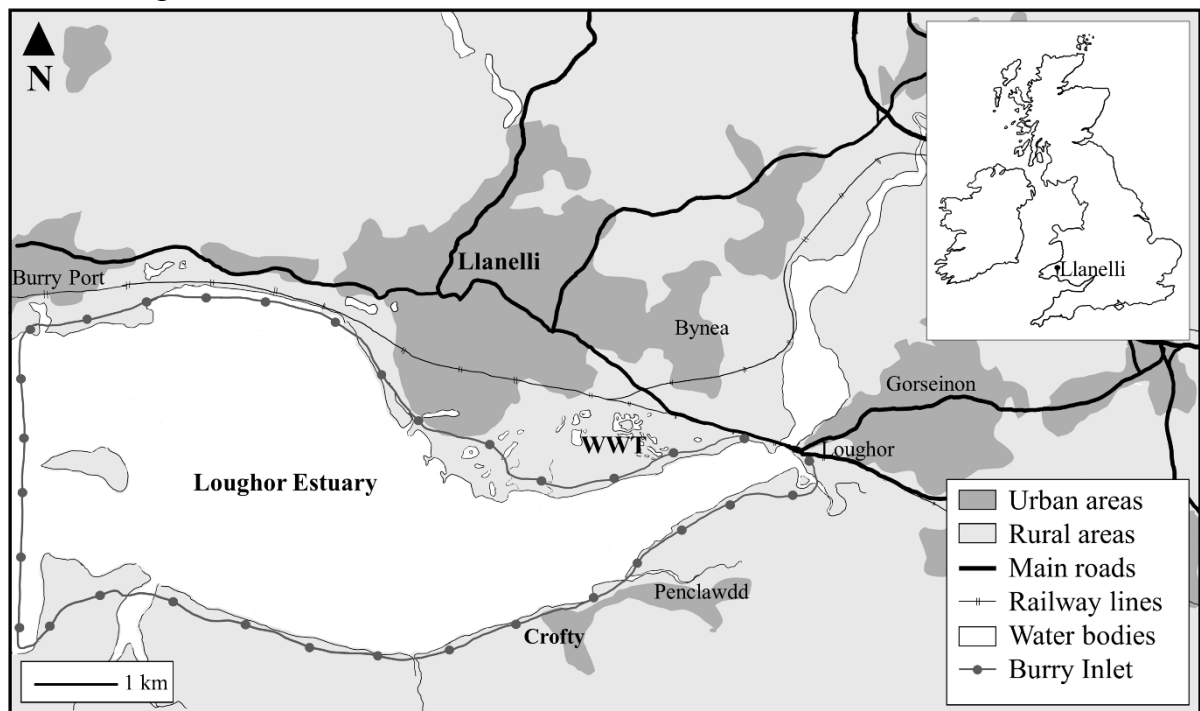 N
Llanelli
Burry Port
Llanelli
Bynea
Gorseinon
WWT
Loughor
Loughor Estuary
Urban areas
Rural areas
Main roads
Railway lines
Water bodies
Burry Inlet
Penclawdd
Crofty
1 km